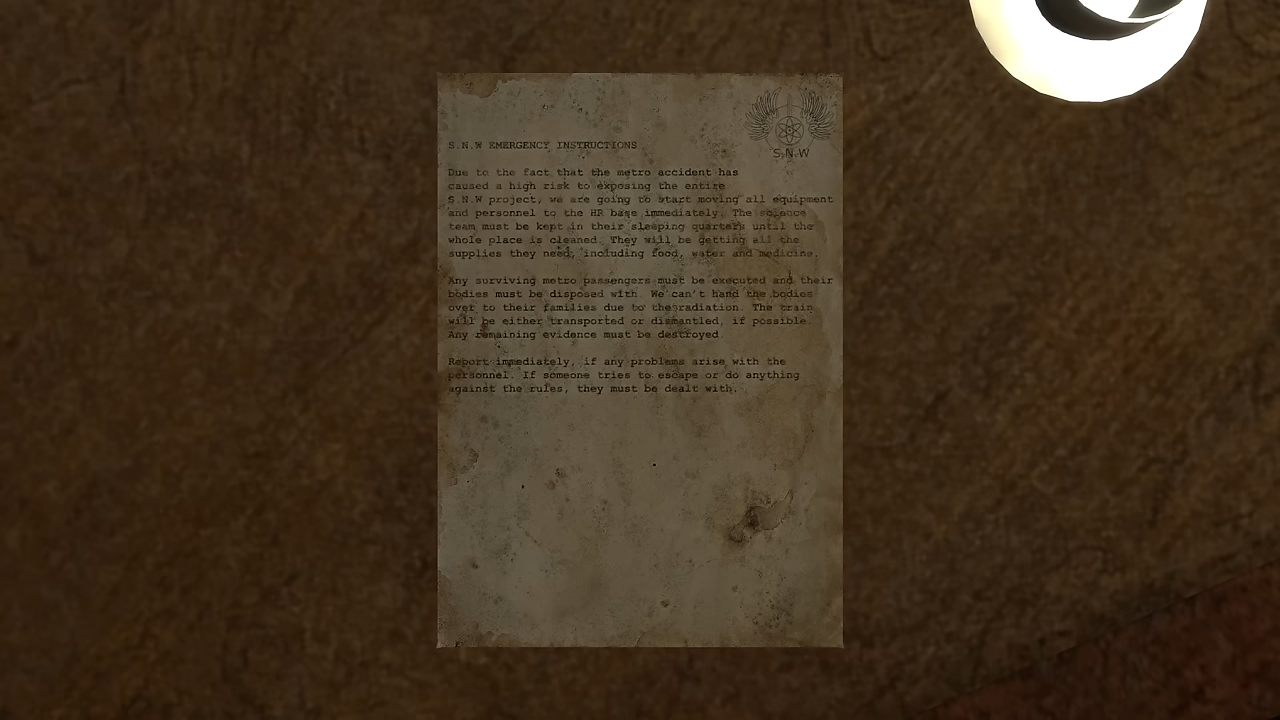 S.N.W
S.N.W EMERGENCY INSTRUCTIONS
Due to the fact that the metro accident has
caused a high risk to exposing the entire
S.N.W project, we are going to start moving all equipment
and personnel to the HR base immediately. The science
team must be kept in their sleeping quarters until the
whole place is cleaned. They will be getting all the
supplies they need, including food, water and medicine.
Any surviving metro passengers must be executed and their
bodies must be disposed with. We can't hand the bodies
over to their families due to the radiation. The train
will be either transported or dismantled, if possible.
Any remaining evidence must be destroyed.
Report immediately, if any problems arise with the
personnel. If someone tries to escape or do anything
against the rules, they must be dealt with.